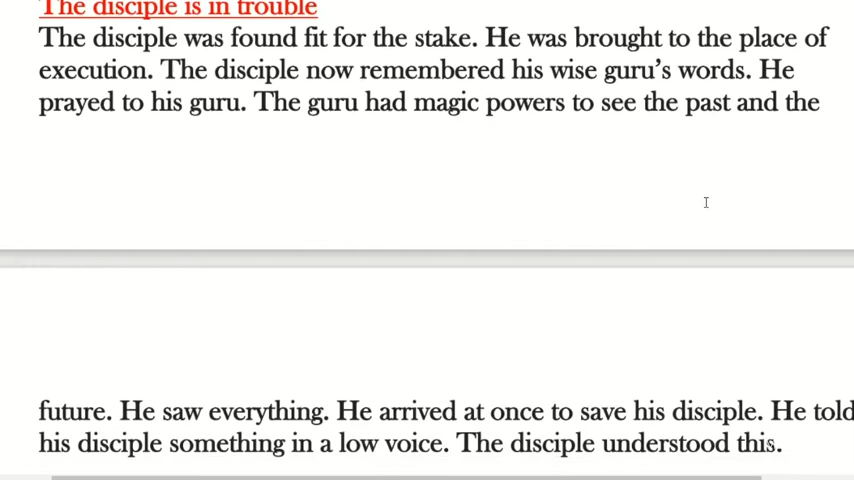 The disciple is in trouble
The disciple was found fit for the stake. He was brought to the place of
execution. The disciple now remembered his wise guru’s words. He
prayed to his guru. The guru had magic powers to see the past and the
future. He saw everything. He arrived at once to save his disciple. He told
his disciple something in a low voice. The disciple understood this.